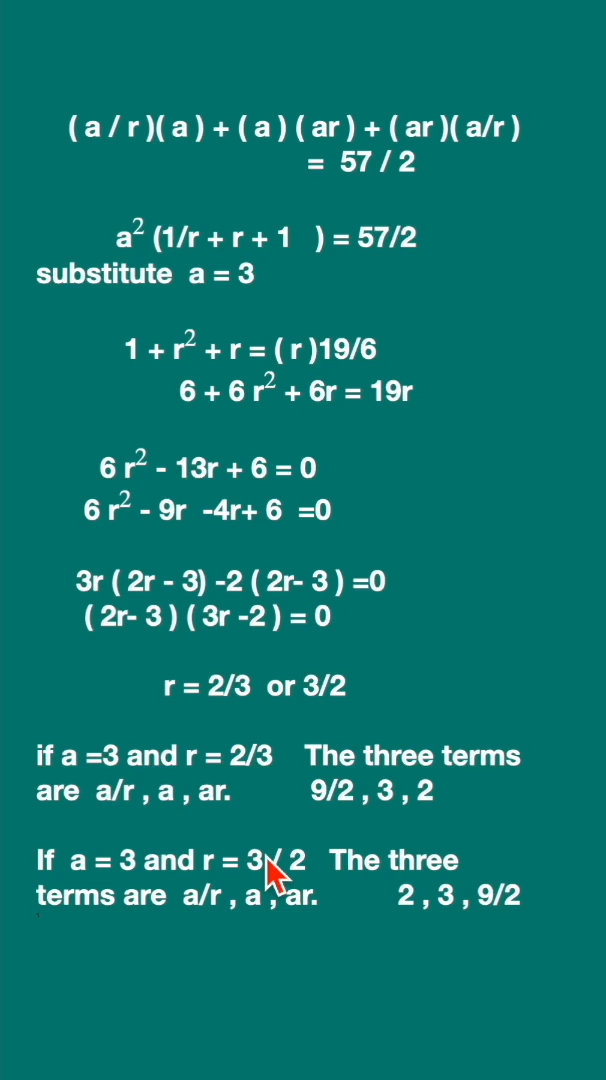 ( a / r )( a ) + ( a ) ( ar ) + ( ar )( a/r )
= 57 / 2
a² (1/r + r + 1 ) = 57/2
substitute a = 3
1 + r² + r = ( r )19/6
6 + 6 r² + 6r = 19r
6 r² - 13r + 6 = 0
6 r² - 9r -4r+ 6 =0
3r ( 2r - 3) -2 ( 2r- 3 ) =0
( 2r- 3 ) ( 3r -2 ) = 0
r = 2/3 or 3/2
if a =3 and r = 2/3 The three terms
are a/r , a , ar. 9/2 , 3 , 2
If a = 3 and r = 3 / 2 The three
terms are a/r , a , ar. 2 , 3 , 9/2